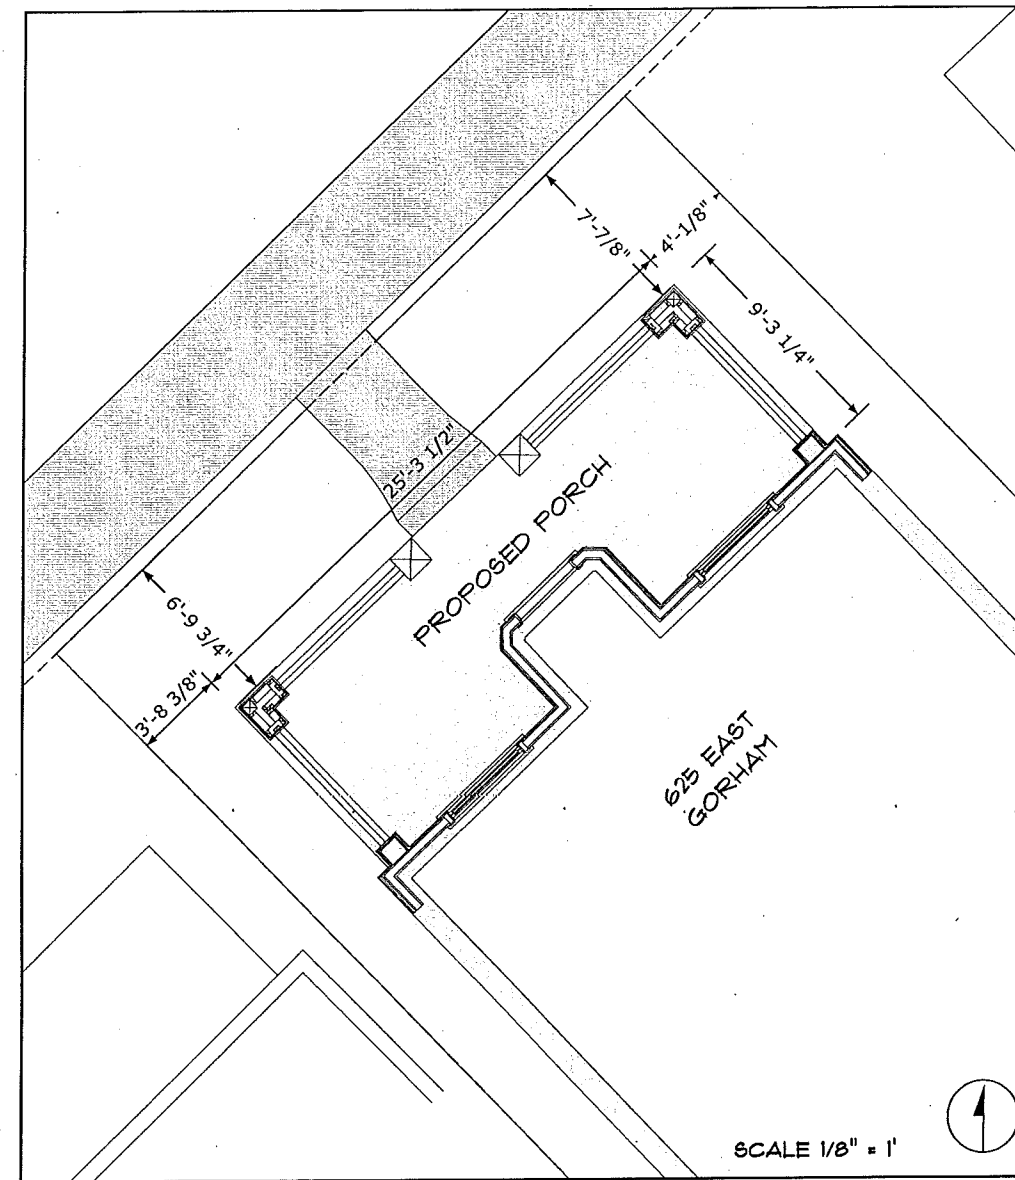 7'-7/8"
4'-1/8"
9'-3 1/4"
25'-3 1/2"
PROPOSED PORCH
6'-9 3/4"
3'-8 3/8"
625 EAST
GORHAM
SCALE 1/8" = 1'